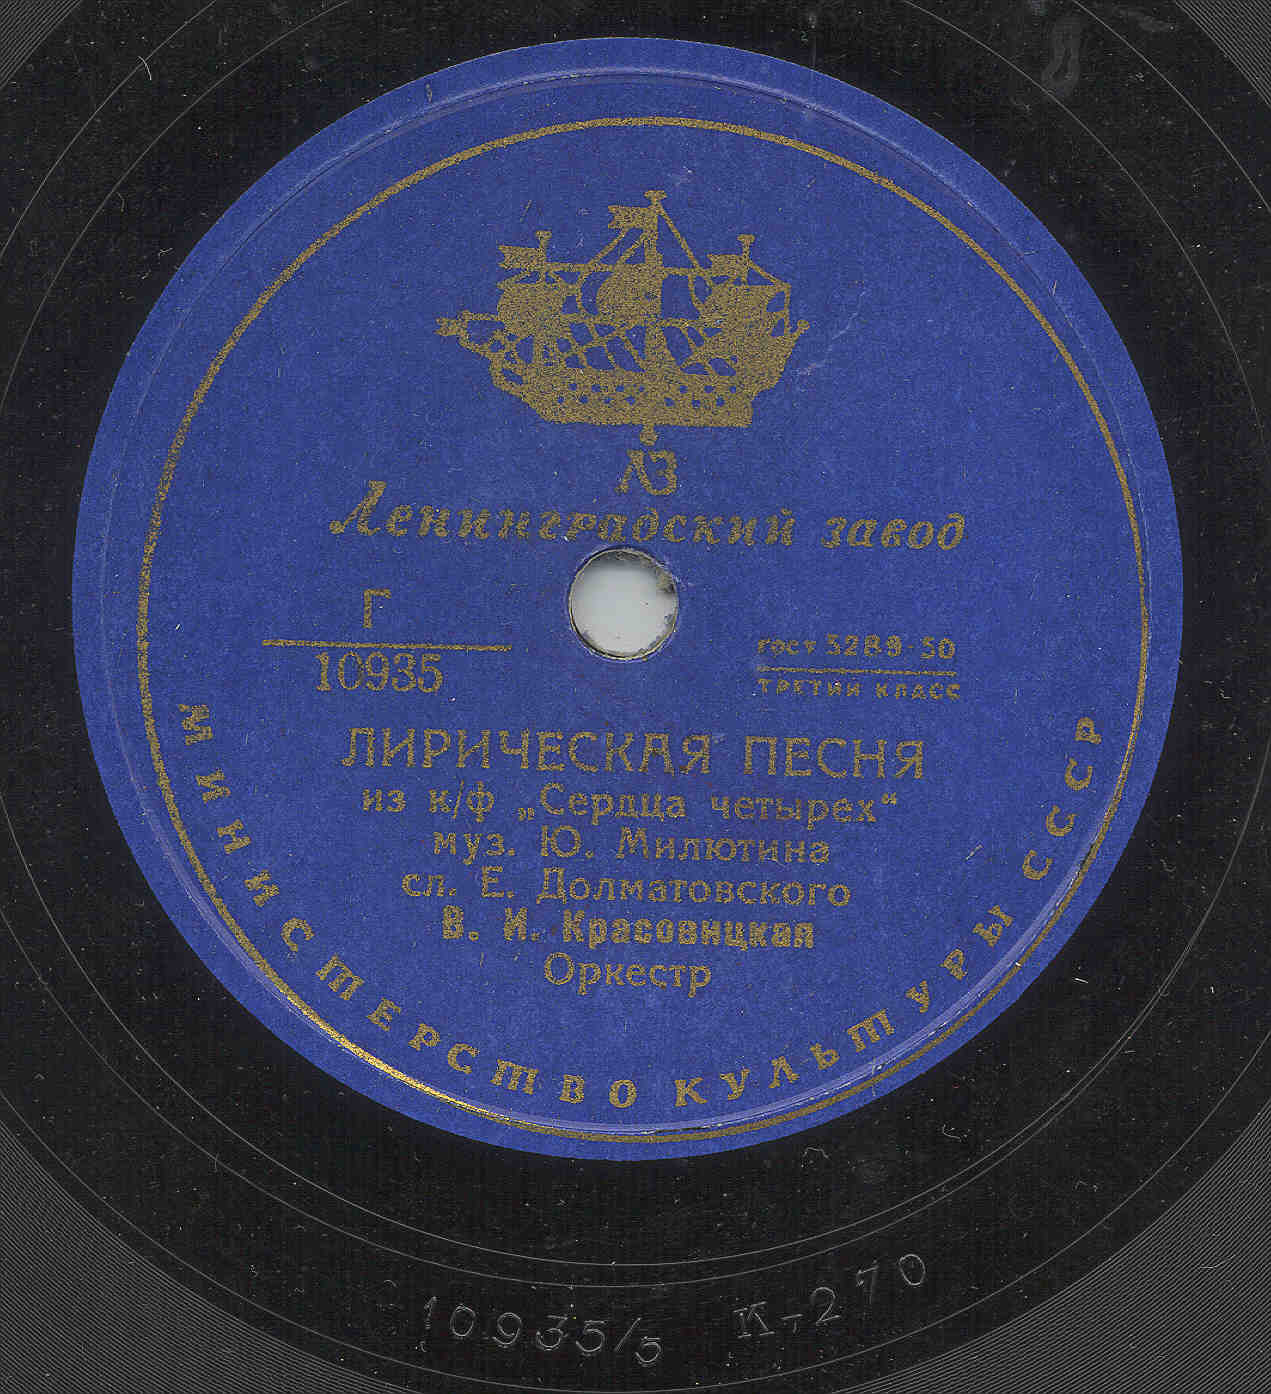 ЛЗ
Ленинградский завод
Г
10935
ГОСТ 5289-50
ТРЕТИЙ КЛАСС
ЛИРИЧЕСКАЯ ПЕСНЯ
из к/ф „Сердца четырех“
муз. Ю. Милютина
сл. Е. Долматовского
В. И. Красовицкая
Оркестр
МИНИСТЕРСТВО КУЛЬТУРЫ СССР
10935/5 К-270